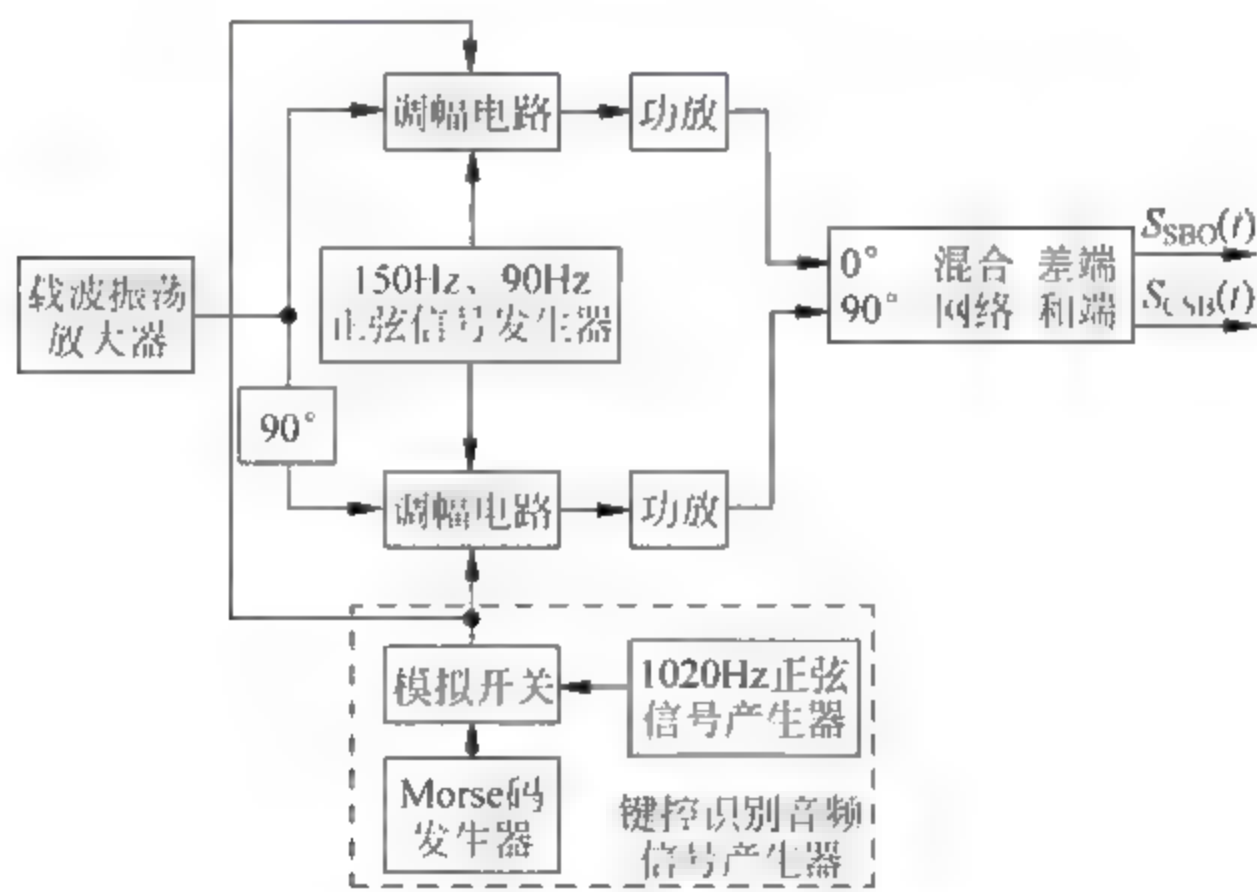 调幅电路
功放
载波振荡
放大器
150Hz、90Hz
正弦信号发生器
0° 混合 差端
90° 网络 和端
S_SBO(t)
S_CSB(t)
90°
调幅电路
功放
模拟开关
1020Hz正弦
信号产生器
Morse码
发生器
键控识别音频
信号产生器